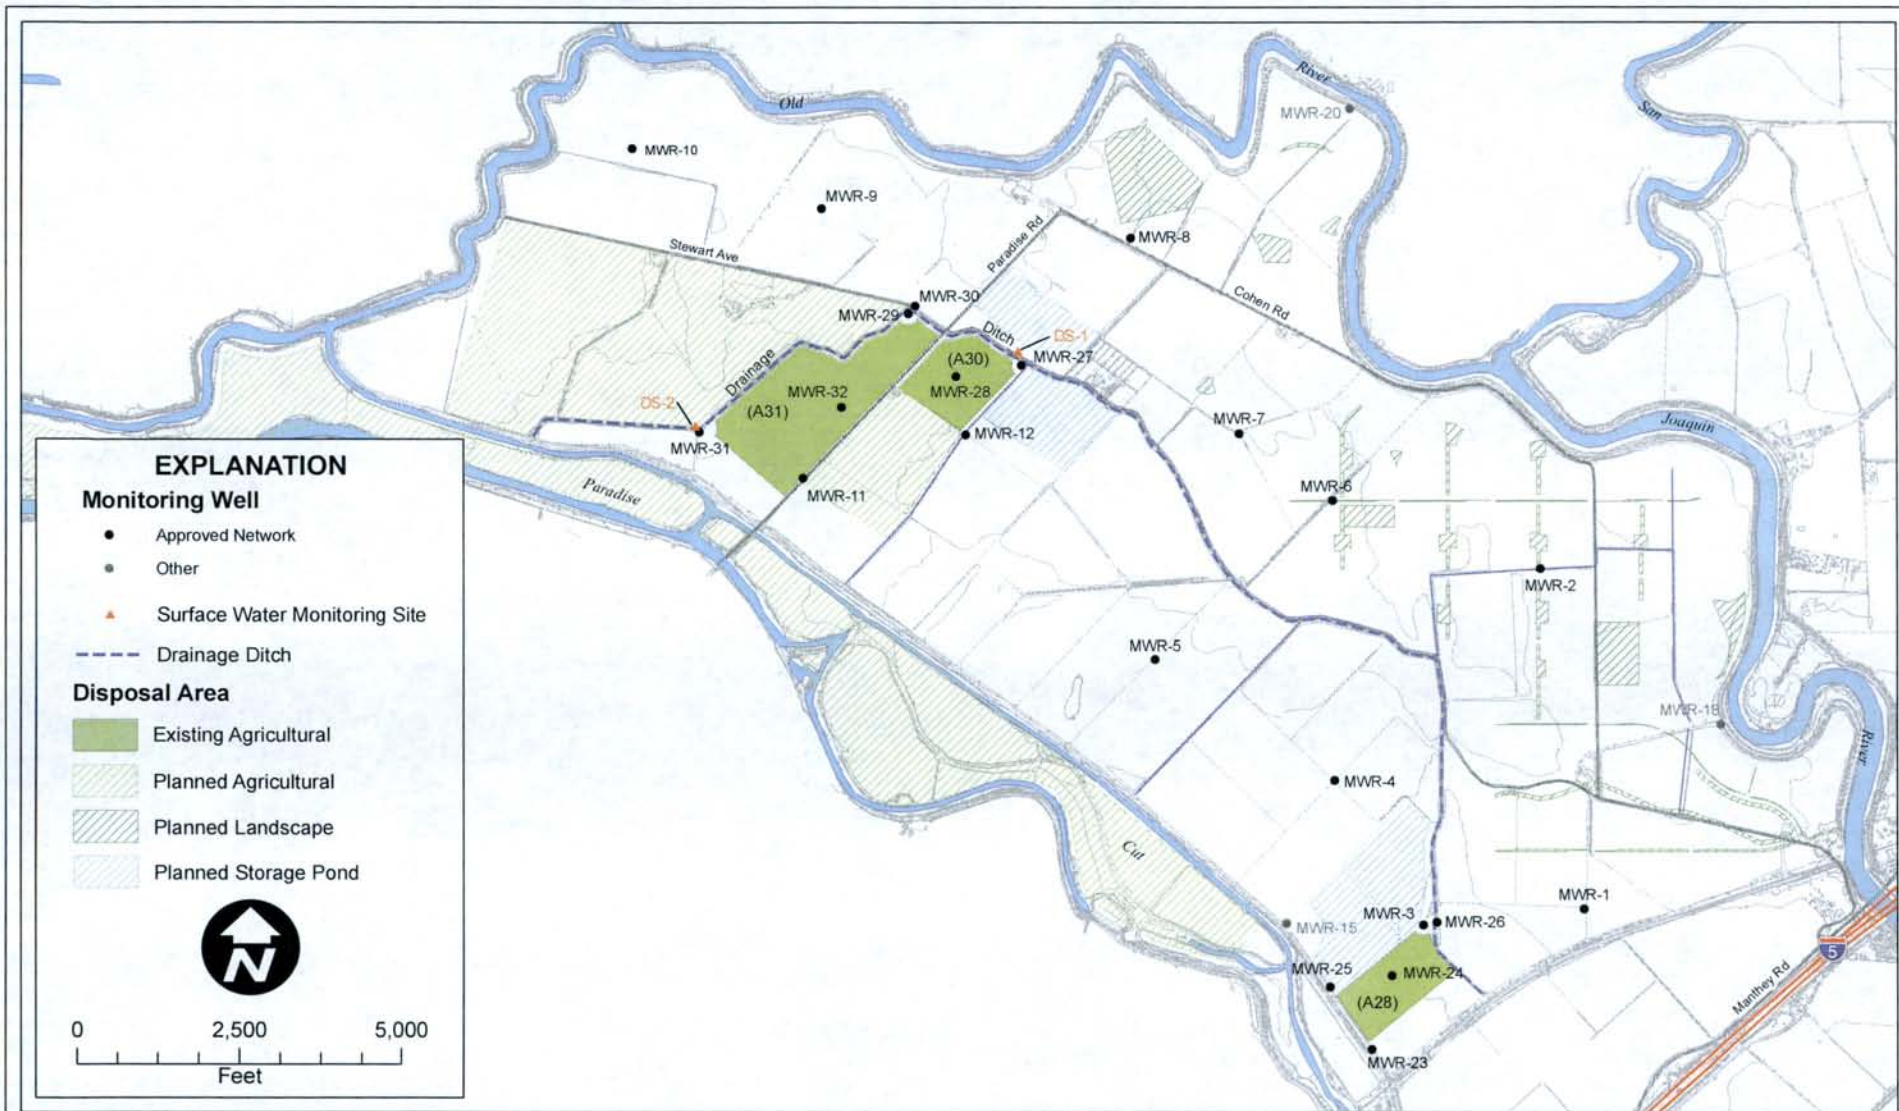 Old
River
San
MWR-20
MWR-10
MWR-9
Paradise Rd
MWR-8
Stewart Ave
Cohen Rd
MWR-30
MWR-29
Ditch
DS-1
MWR-27
(A30)
MWR-28
Drainage
MWR-32
(A31)
DS-2
MWR-31
MWR-12
MWR-7
Joaquin
MWR-11
Paradise
MWR-6
MWR-2
MWR-5
MWR-18
River
MWR-4
Cut
MWR-1
MWR-3
MWR-26
MWR-15
MWR-25
MWR-24
(A28)
MWR-23
Manthey Rd
5
EXPLANATION
Monitoring Well
Approved Network
Other
Surface Water Monitoring Site
Drainage Ditch
Disposal Area
Existing Agricultural
Planned Agricultural
Planned Landscape
Planned Storage Pond
N
0 2,500 5,000
Feet